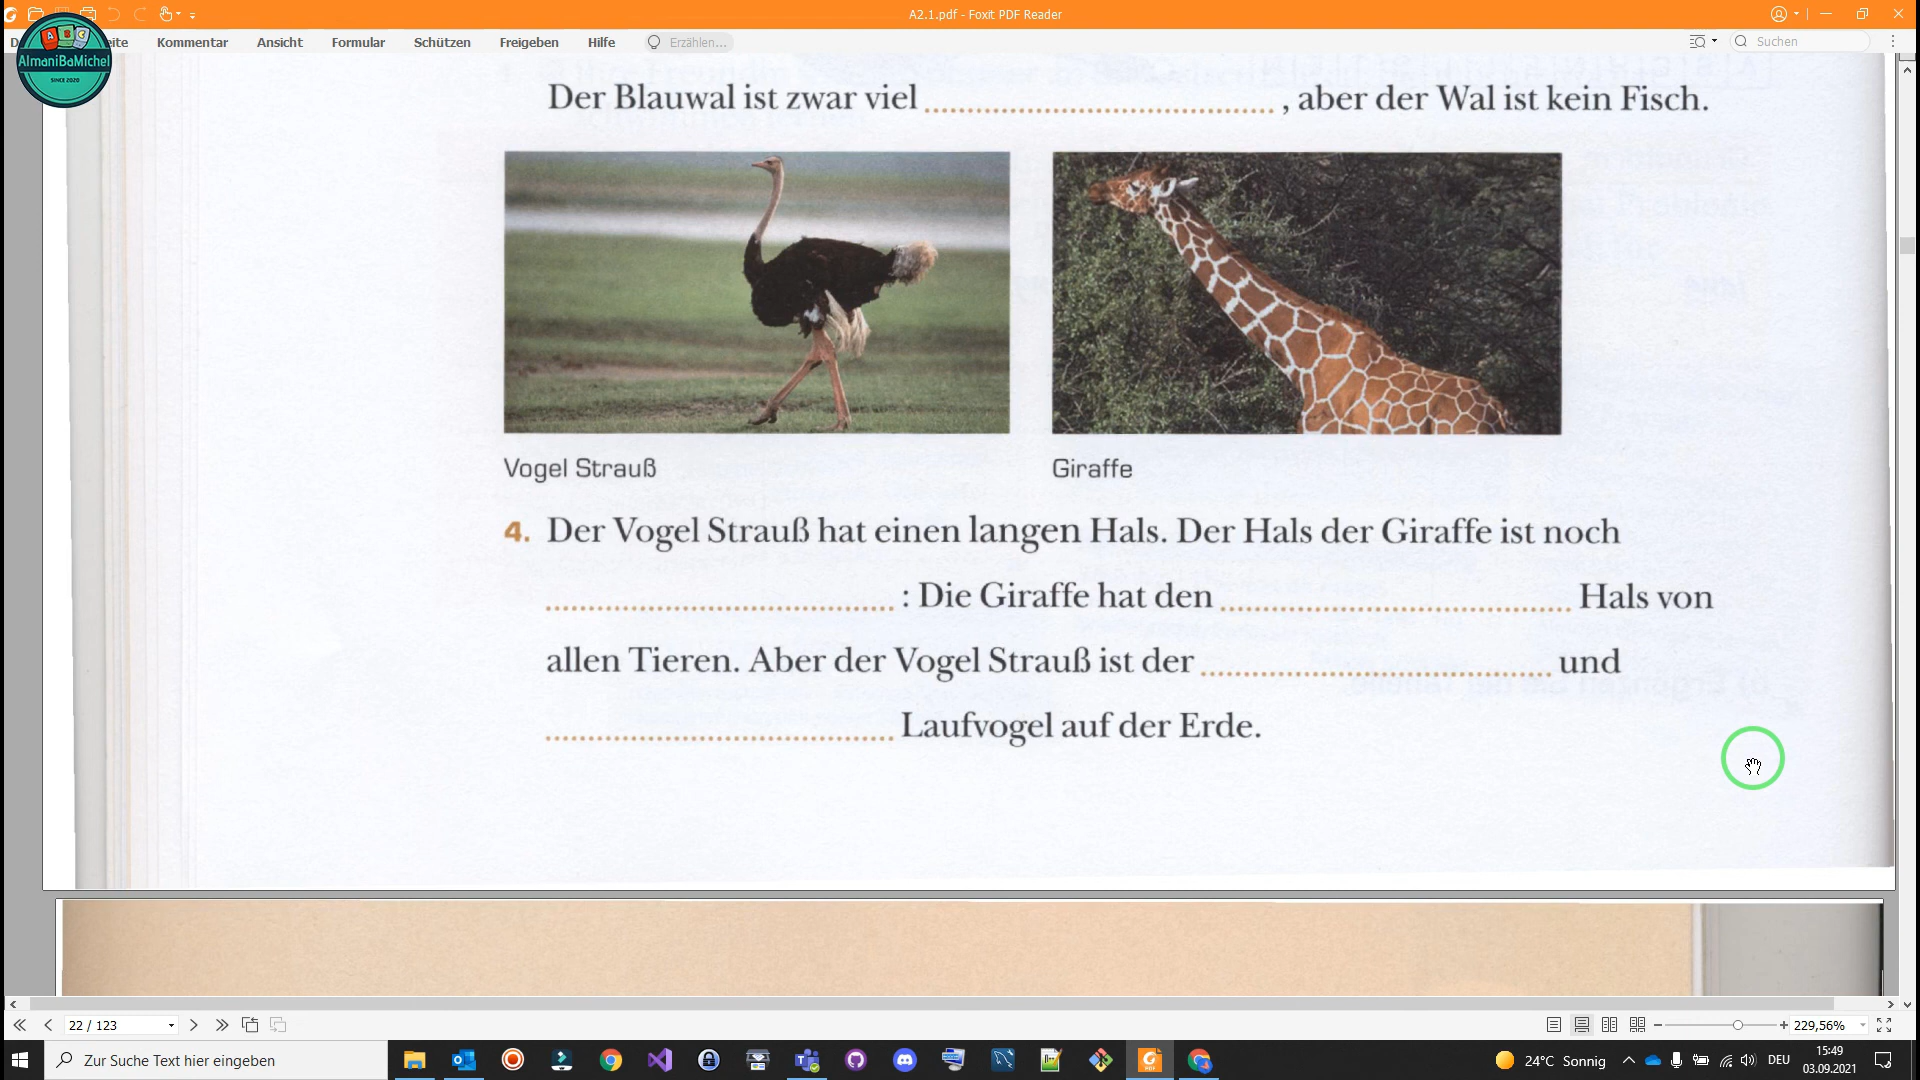 A2.1.pdf - Foxit PDF Reader
Kommentar Ansicht Formular Schützen Freigeben Hilfe Erzählen... Suchen
A B C
AlmaniBaMichel
SINCE 2020
Der Blauwal ist zwar viel , aber der Wal ist kein Fisch.
Vogel Strauß Giraffe
4. Der Vogel Strauß hat einen langen Hals. Der Hals der Giraffe ist noch
: Die Giraffe hat den Hals von
allen Tieren. Aber der Vogel Strauß ist der und
Laufvogel auf der Erde.
22 / 123 229,56%
Zur Suche Text hier eingeben 24°C Sonnig DEU 15:49
03.09.2021